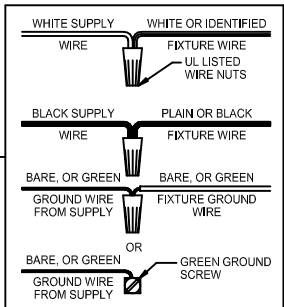 WHITE SUPPLY WHITE OR IDENTIFIED
WIRE FIXTURE WIRE
UL LISTED
WIRE NUTS
BLACK SUPPLY PLAIN OR BLACK
WIRE FIXTURE WIRE
BARE, OR GREEN BARE, OR GREEN
GROUND WIRE FIXTURE GROUND
FROM SUPPLY WIRE
OR
BARE, OR GREEN GREEN GROUND
SCREW
GROUND WIRE
FROM SUPPLY